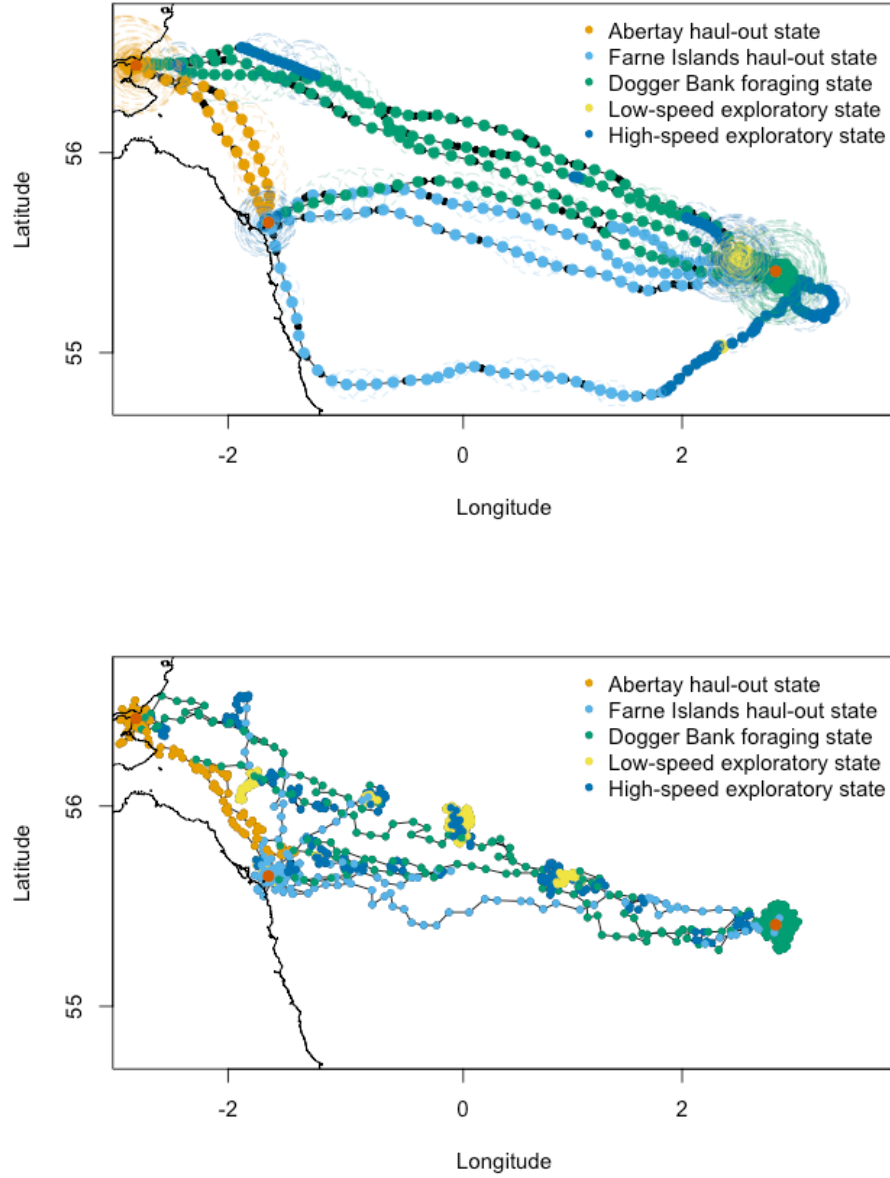 Abertay haul-out state
Farne Islands haul-out state
Dogger Bank foraging state
Low-speed exploratory state
High-speed exploratory state
Latitude
56
55
-2
0
2
Longitude
Abertay haul-out state
Farne Islands haul-out state
Dogger Bank foraging state
Low-speed exploratory state
High-speed exploratory state
Latitude
56
55
-2
0
2
Longitude